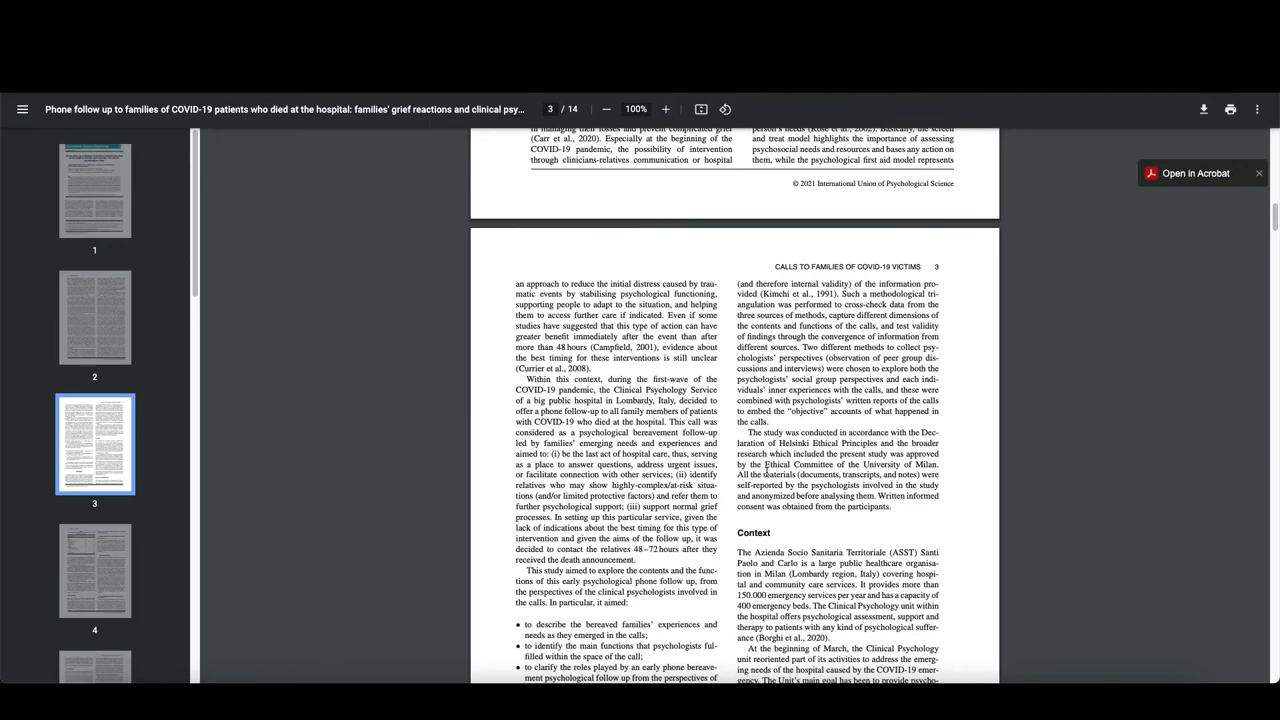 Phone follow up to families of COVID-19 patients who died at the hospital: families' grief reactions and clinical psy...
3 / 14
100%
Open in Acrobat
1
2
3
4
in managing their losses and prevent complicated grief
(Carr et al., 2020). Especially at the beginning of the
COVID-19 pandemic, the possibility of intervention
through clinicians-relatives communication or hospital
person's needs (Rose et al., 2002). Basically, the screen
and treat model highlights the importance of assessing
psychosocial needs and resources and bases any action on
them, while the psychological first aid model represents
© 2021 International Union of Psychological Science
CALLS TO FAMILIES OF COVID-19 VICTIMS 3
an approach to reduce the initial distress caused by trau-
matic events by stabilising psychological functioning,
supporting people to adapt to the situation, and helping
them to access further care if indicated. Even if some
studies have suggested that this type of action can have
greater benefit immediately after the event than after
more than 48 hours (Campfield, 2001), evidence about
the best timing for these interventions is still unclear
(Currier et al., 2008).
Within this context, during the first-wave of the
COVID-19 pandemic, the Clinical Psychology Service
of a big public hospital in Lombardy, Italy, decided to
offer a phone follow-up to all family members of patients
with COVID-19 who died at the hospital. This call was
considered as a psychological bereavement follow-up
led by families' emerging needs and experiences and
aimed to: (i) be the last act of hospital care, thus, serving
as a place to answer questions, address urgent issues,
or facilitate connection with other services; (ii) identify
relatives who may show highly-complex/at-risk situa-
tions (and/or limited protective factors) and refer them to
further psychological support; (iii) support normal grief
processes. In setting up this particular service, given the
lack of indications about the best timing for this type of
intervention and given the aims of the follow up, it was
decided to contact the relatives 48–72 hours after they
received the death announcement.
This study aimed to explore the contents and the func-
tions of this early psychological phone follow up, from
the perspectives of the clinical psychologists involved in
the calls. In particular, it aimed:
• to describe the bereaved families' experiences and
needs as they emerged in the calls;
• to identify the main functions that psychologists ful-
filled within the space of the call;
• to clarify the roles played by an early phone bereave-
ment psychological follow up from the perspectives of
(and therefore internal validity) of the information pro-
vided (Kimchi et al., 1991). Such a methodological tri-
angulation was performed to cross-check data from the
three sources of methods, capture different dimensions of
the contents and functions of the calls, and test validity
of findings through the convergence of information from
different sources. Two different methods to collect psy-
chologists' perspectives (observation of peer group dis-
cussions and interviews) were chosen to explore both the
psychologists' social group perspectives and each indi-
viduals' inner experiences with the calls, and these were
combined with psychologists' written reports of the calls
to embed the “objective” accounts of what happened in
the calls.
The study was conducted in accordance with the Dec-
laration of Helsinki Ethical Principles and the broader
research which included the present study was approved
by the Ethical Committee of the University of Milan.
All the materials (documents, transcripts, and notes) were
self-reported by the psychologists involved in the study
and anonymized before analysing them. Written informed
consent was obtained from the participants.
Context
The Azienda Socio Sanitaria Territoriale (ASST) Santi
Paolo and Carlo is a large public healthcare organisa-
tion in Milan (Lombardy region, Italy) covering hospi-
tal and community care services. It provides more than
150.000 emergency services per year and has a capacity of
400 emergency beds. The Clinical Psychology unit within
the hospital offers psychological assessment, support and
therapy to patients with any kind of psychological suffer-
ance (Borghi et al., 2020).
At the beginning of March, the Clinical Psychology
unit reoriented part of its activities to address the emerg-
ing needs of the hospital caused by the COVID-19 emer-
gency. The Unit's main goal has been to provide psycho-